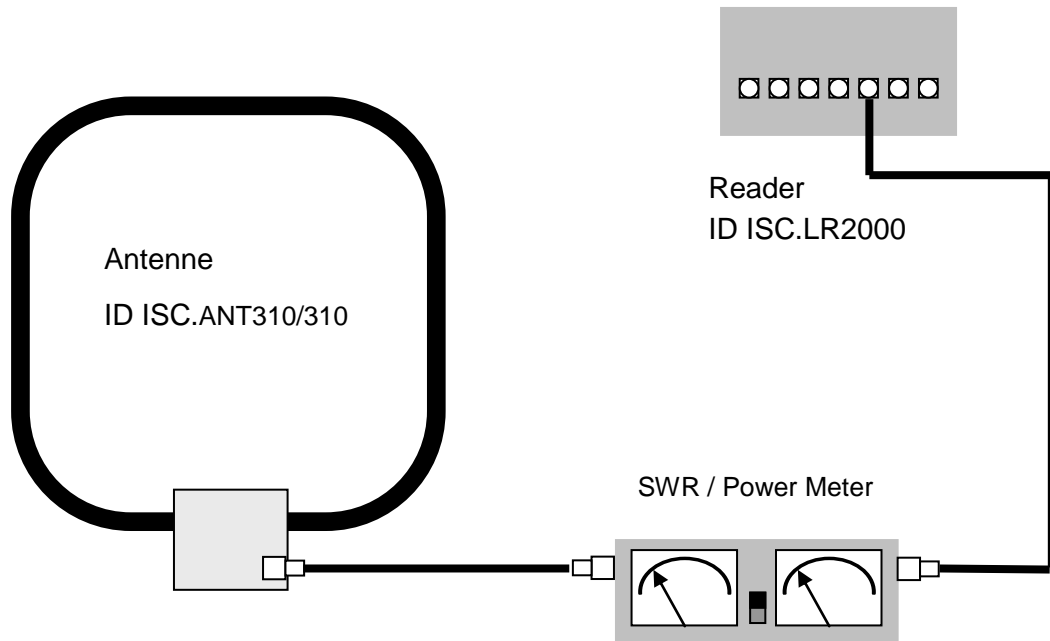 Reader
ID ISC.LR2000
Antenne
ID ISC.ANT310/310
SWR / Power Meter